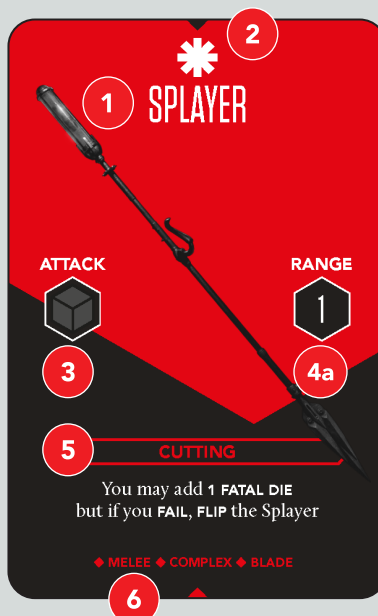 2
1
SPLAYER
ATTACK
RANGE
1
3
4a
5
CUTTING
You may add 1 FATAL DIE
but if you FAIL, FLIP the Splayer
◆ MELEE ◆ COMPLEX ◆ BLADE
6